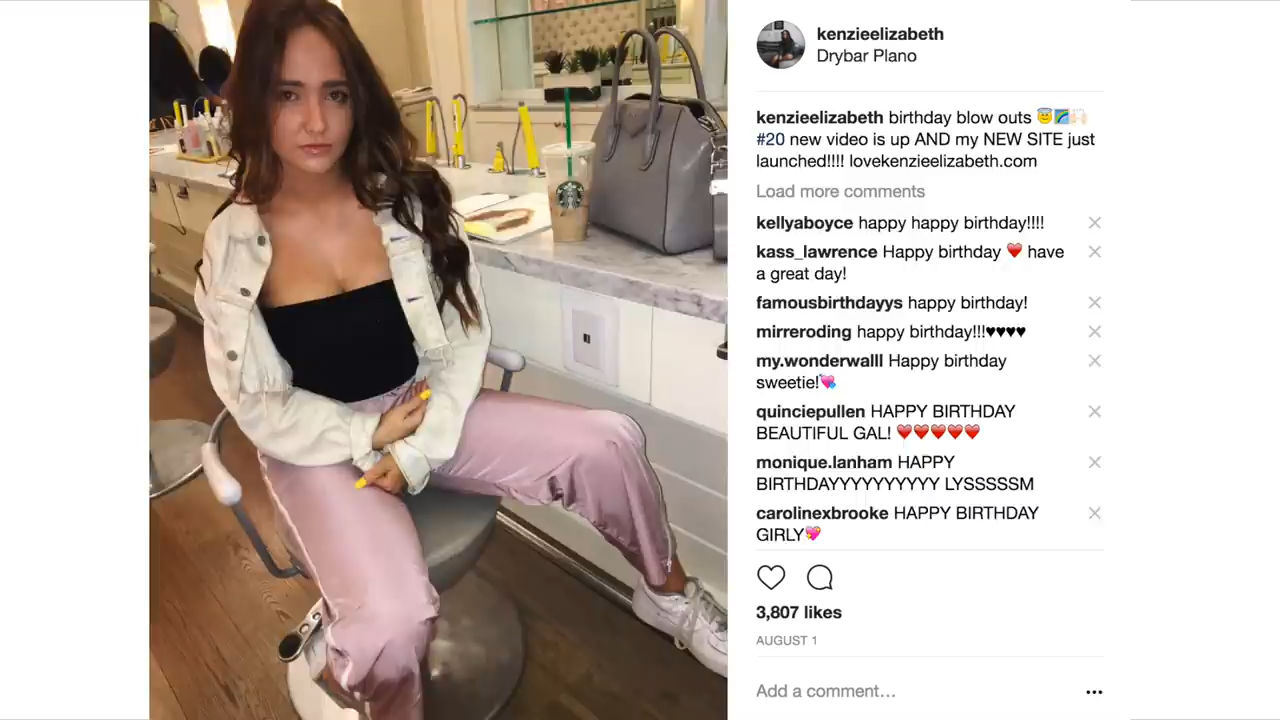 kenzieelizabeth
Drybar Plano
kenzieelizabeth birthday blow outs 😇🌈🙌🏻
#20 new video is up AND my NEW SITE just
launched!!!! lovekenzieelizabeth.com
Load more comments
kellyaboyce happy happy birthday!!!!
kass_lawrence Happy birthday ❤️ have
a great day!
famousbirthdayys happy birthday!
mirreroding happy birthday!!!♥♥♥♥
my.wonderwalll Happy birthday
sweetie!💘
quinciepullen HAPPY BIRTHDAY
BEAUTIFUL GAL! ❤️❤️❤️❤️❤️
monique.lanham HAPPY
BIRTHDAYYYYYYYYYY LYSSSSSM
carolinexbrooke HAPPY BIRTHDAY
GIRLY💖
3,807 likes
AUGUST 1
Add a comment...